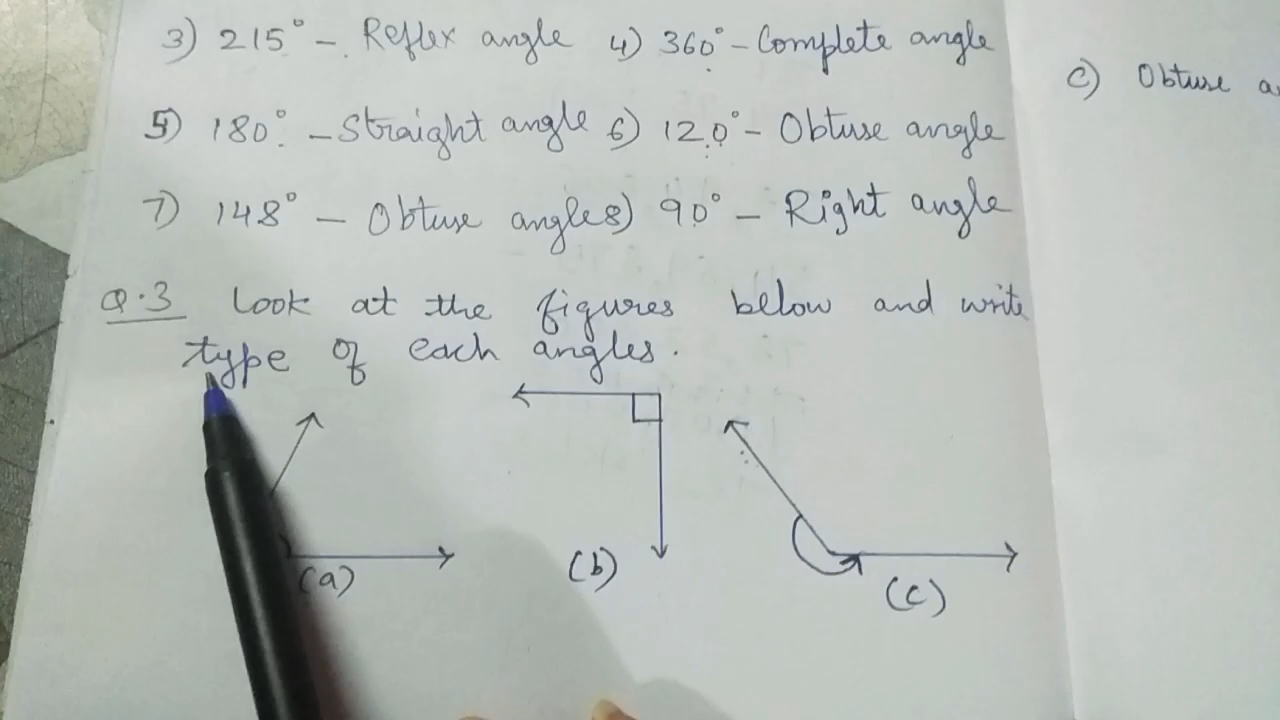 3) 215° - Reflex angle 4) 360° - Complete angle
5) 180° - Straight angle 6) 120° - Obtuse angle
7) 148° - Obtuse angle 8) 90° - Right angle
Q.3 Look at the figures below and write
type of each angles.
(a) (b) (c)
c) Obtuse